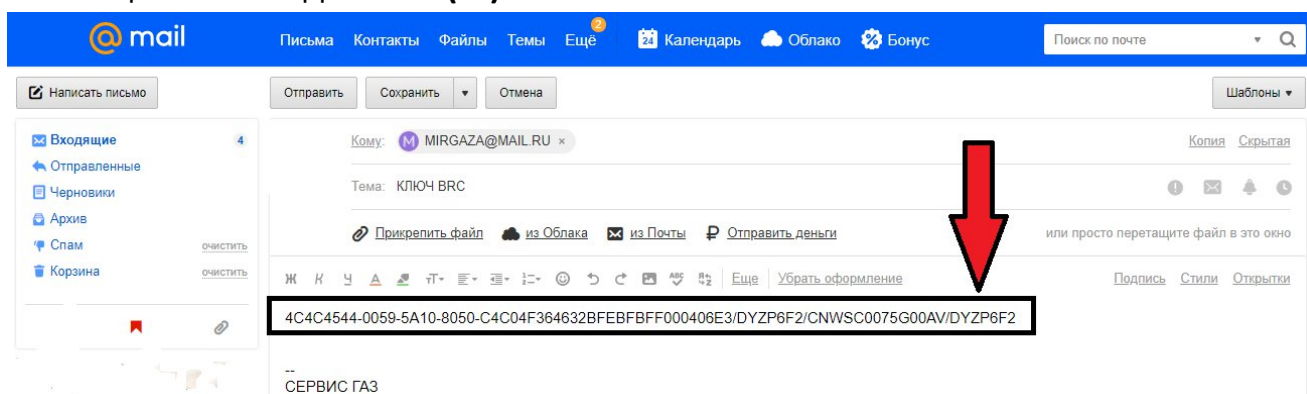 @mail Письма Контакты Файлы Темы Ещё 2 24 Календарь Облако Бонус Поиск по почте
Написать письмо Отправить Сохранить Отмена Шаблоны
Входящие 4 Кому: M MIRGAZA@MAIL.RU × Копия Скрытая
Отправленные
Черновики Тема: КЛЮЧ BRC
Архив
Спам очистить Прикрепить файл из Облака из Почты Отправить деньги или просто перетащите файл в это окно
Корзина очистить Ж К У А Еще Убрать оформление Подпись Стили Открытки
4C4C4544-0059-5A10-8050-C4C04F364632BFEBFBFF000406E3/DYZP6F2/CNWSC0075G00AV/DYZP6F2
--
СЕРВИС ГАЗ